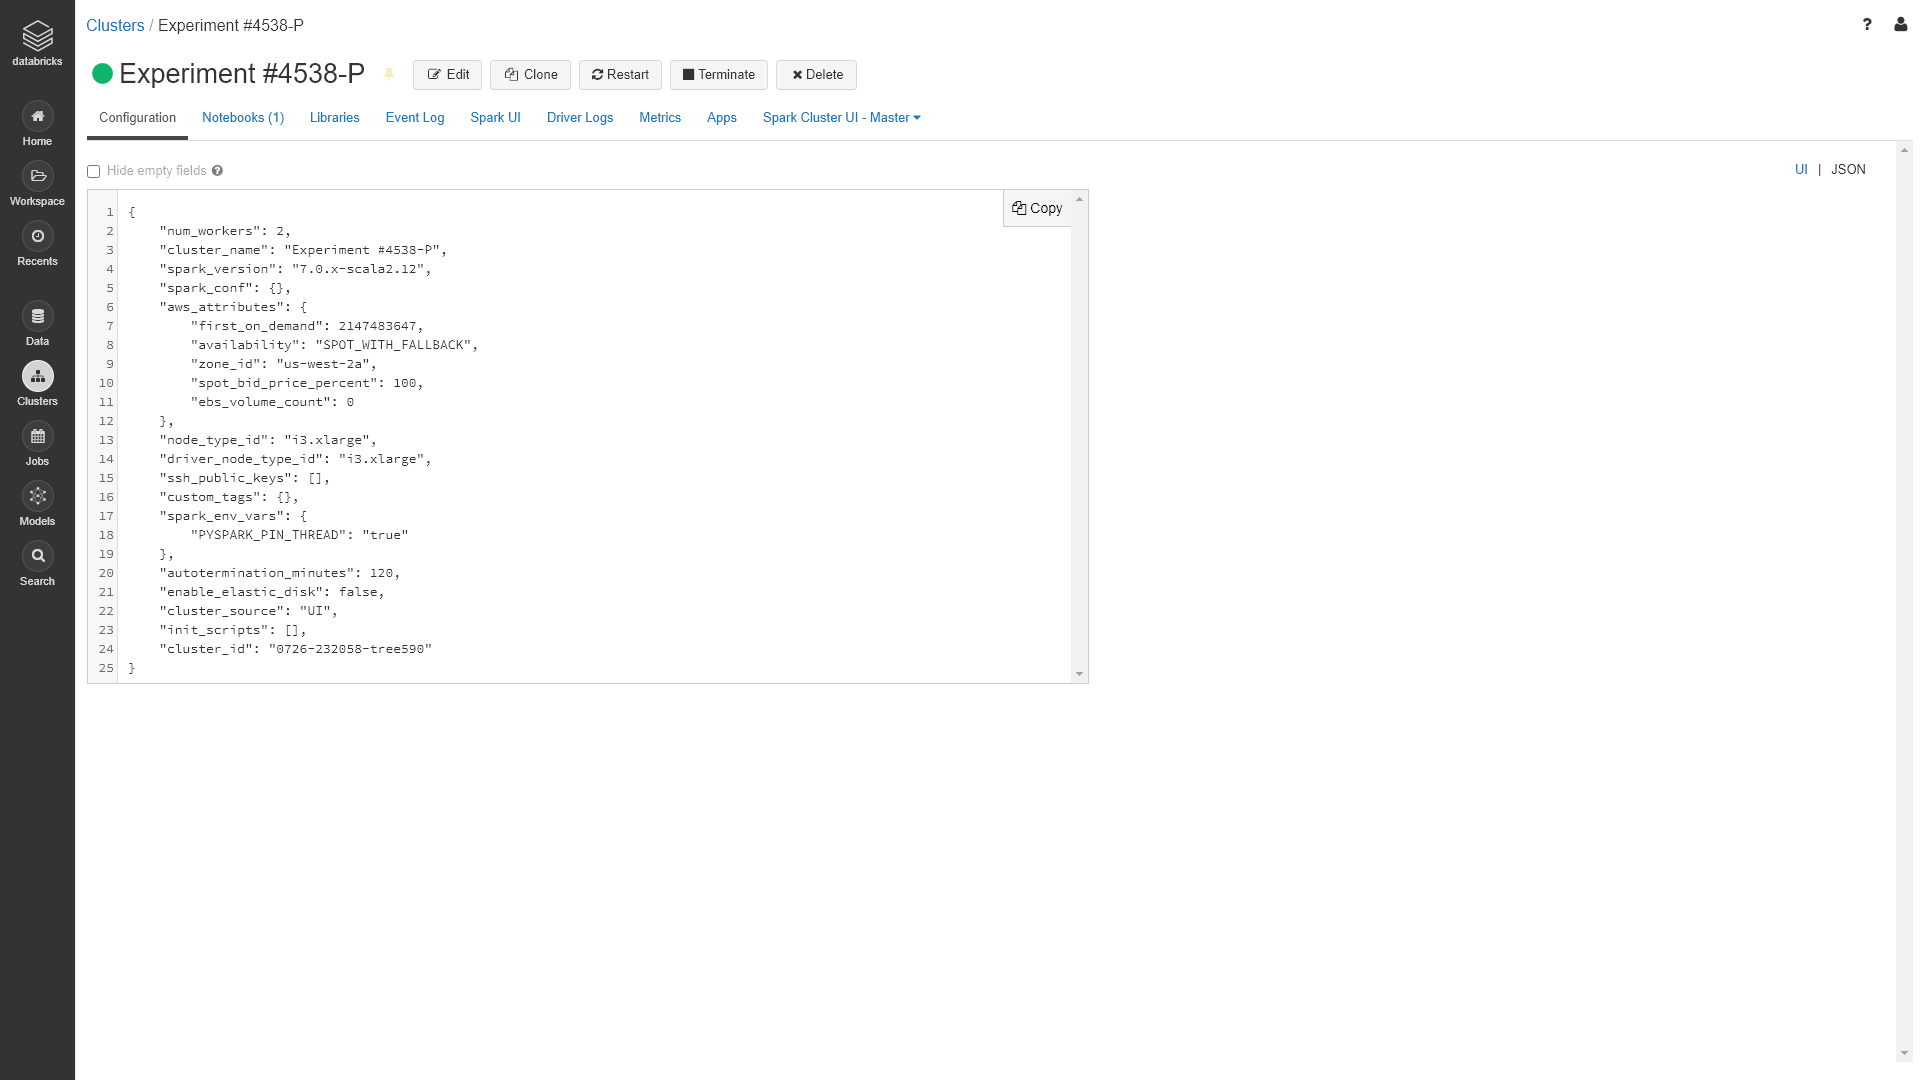 databricks
Home
Workspace
Recents
Data
Clusters
Jobs
Models
Search
Clusters / Experiment #4538-P
?
Experiment #4538-P Edit Clone Restart Terminate Delete
Configuration Notebooks (1) Libraries Event Log Spark UI Driver Logs Metrics Apps Spark Cluster UI - Master
Hide empty fields ? UI | JSON
Copy
1 {
2 "num_workers": 2,
3 "cluster_name": "Experiment #4538-P",
4 "spark_version": "7.0.x-scala2.12",
5 "spark_conf": {},
6 "aws_attributes": {
7 "first_on_demand": 2147483647,
8 "availability": "SPOT_WITH_FALLBACK",
9 "zone_id": "us-west-2a",
10 "spot_bid_price_percent": 100,
11 "ebs_volume_count": 0
12 },
13 "node_type_id": "i3.xlarge",
14 "driver_node_type_id": "i3.xlarge",
15 "ssh_public_keys": [],
16 "custom_tags": {},
17 "spark_env_vars": {
18 "PYSPARK_PIN_THREAD": "true"
19 },
20 "autotermination_minutes": 120,
21 "enable_elastic_disk": false,
22 "cluster_source": "UI",
23 "init_scripts": [],
24 "cluster_id": "0726-232058-tree590"
25 }